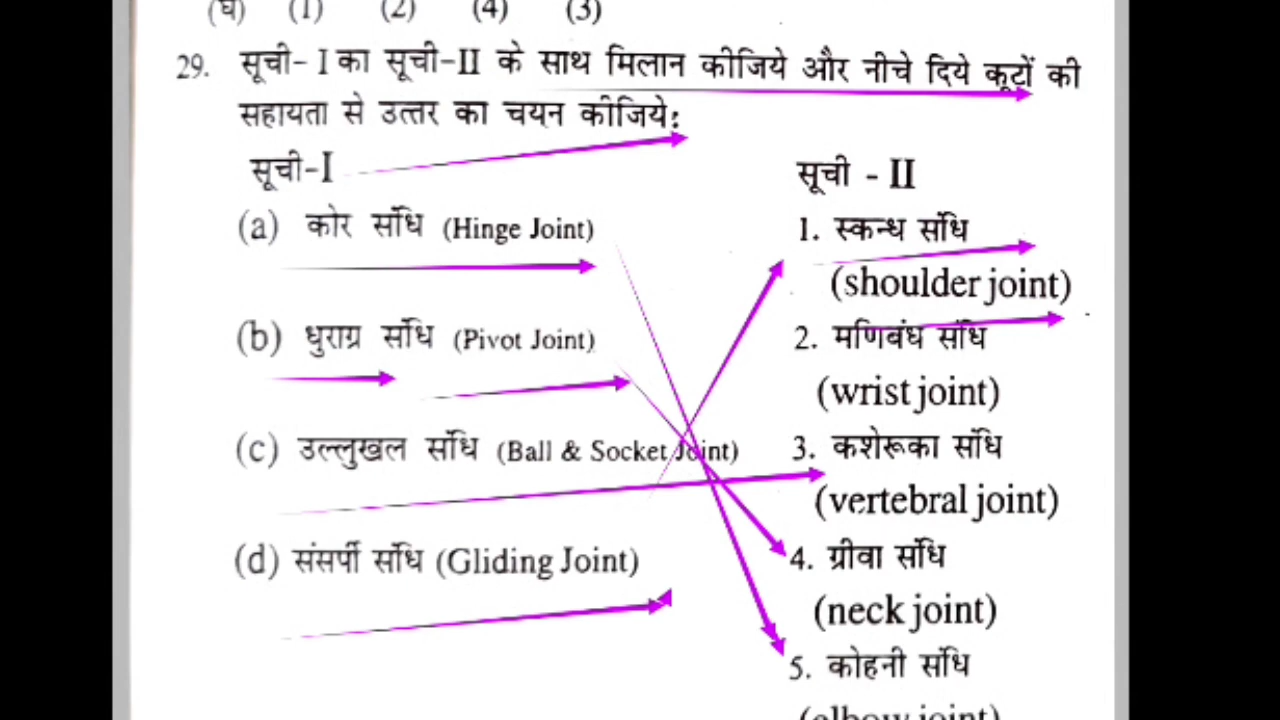 (घ) (1) (2) (4) (3)
29. सूची- I का सूची-II के साथ मिलान कीजिये और नीचे दिये कूटों की
सहायता से उत्तर का चयन कीजिये:
सूची-I
सूची - II
(a) कोर संधि (Hinge Joint)
1. स्कन्ध संधि
(shoulder joint)
(b) धुराग्र संधि (Pivot Joint)
2. मणिबंध संधि
(wrist joint)
(c) उल्लुखल संधि (Ball & Socket Joint)
3. कशेरूका संधि
(vertebral joint)
(d) संसर्पी संधि (Gliding Joint)
4. ग्रीवा संधि
(neck joint)
5. कोहनी संधि
(elbow joint)